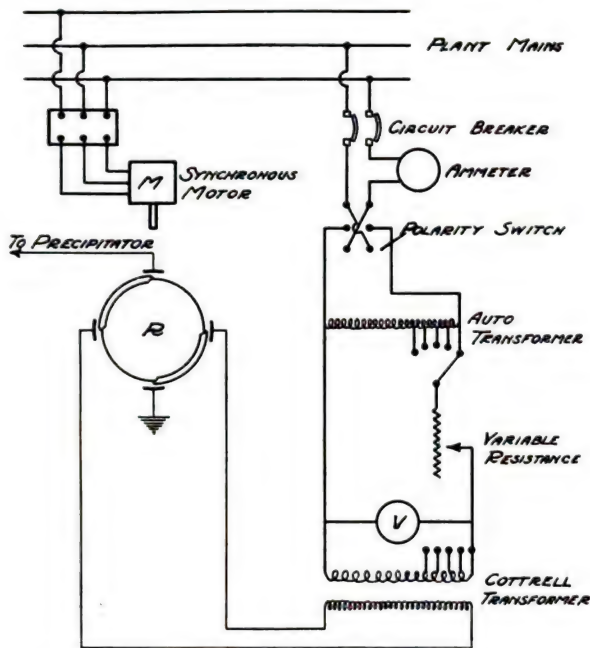 PLANT MAINS
CIRCUIT BREAKER
AMMETER
M
SYNCHRONOUS
MOTOR
POLARITY SWITCH
TO PRECIPITATOR
R
AUTO
TRANSFORMER
VARIABLE
RESISTANCE
V
COTTRELL
TRANSFORMER